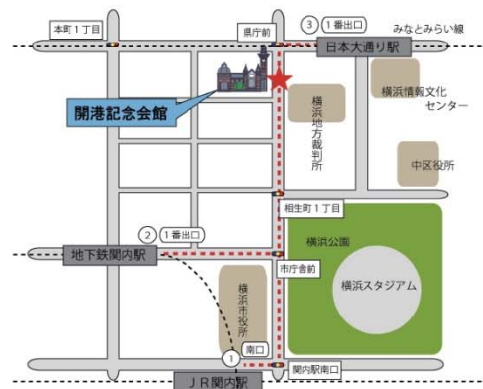 本町1丁目
県庁前
③
1番出口
みなとみらい線
日本大通り駅
開港記念会館
横浜地方裁判所
横浜情報文化
センター
中区役所
相生町1丁目
②
1番出口
地下鉄関内駅
横浜公園
市庁舎前
横浜スタジアム
横浜市役所
①
南口
関内駅南口
JR関内駅